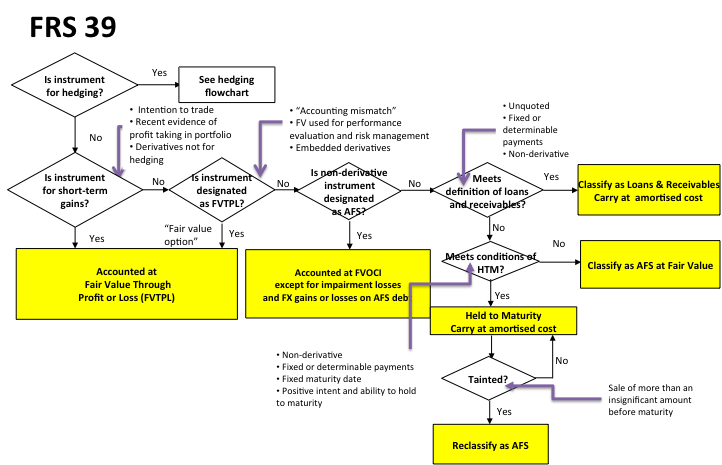 FRS 39
Is instrument
for hedging?
Yes
See hedging
flowchart
No
• Intention to trade
• Recent evidence of
profit taking in portfolio
• Derivatives not for
hedging
• “Accounting mismatch”
• FV used for performance
evaluation and risk management
• Embedded derivatives
• Unquoted
• Fixed or
determinable
payments
• Non-derivative
Is instrument
for short-term
gains?
No
Is instrument
designated
as FVTPL?
No
Is non-derivative
instrument
designated
as AFS?
No
Meets
definition of loans
and receivables?
Yes
Classify as Loans & Receivables
Carry at amortised cost
Yes
“Fair value
option”
Yes
Yes
No
Accounted at
Fair Value Through
Profit or Loss (FVTPL)
Accounted at FVOCI
except for impairment losses
and FX gains or losses on AFS deb
Meets conditions of
HTM?
No
Classify as AFS at Fair Value
Yes
Held to Maturity
Carry at amortised cost
• Non-derivative
• Fixed or determinable payments
• Fixed maturity date
• Positive intent and ability to hold
to maturity
Tainted?
No
Sale of more than an
insignificant amount
before maturity
Yes
Reclassify as AFS